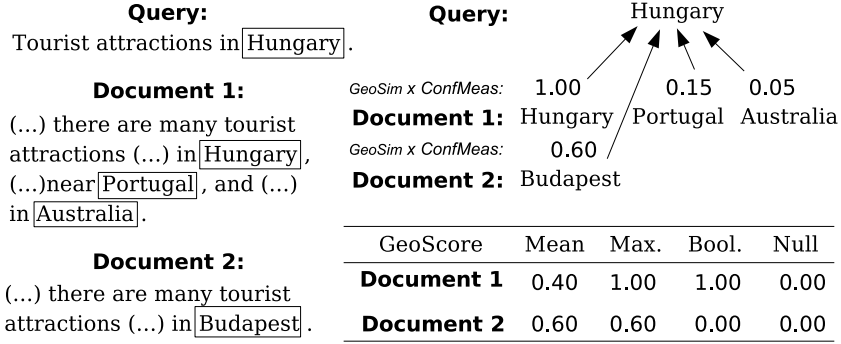 Query:
Tourist attractions in Hungary.
Document 1:
(...) there are many tourist
attractions (...) in Hungary,
(...)near Portugal, and (...)
in Australia.
Document 2:
(...) there are many tourist
attractions (...) in Budapest.
Query: Hungary
GeoSim x ConfMeas: 1.00 0.15 0.05
Document 1: Hungary Portugal Australia
GeoSim x ConfMeas: 0.60
Document 2: Budapest
GeoScore Mean Max. Bool. Null
Document 1 0.40 1.00 1.00 0.00
Document 2 0.60 0.60 0.00 0.00